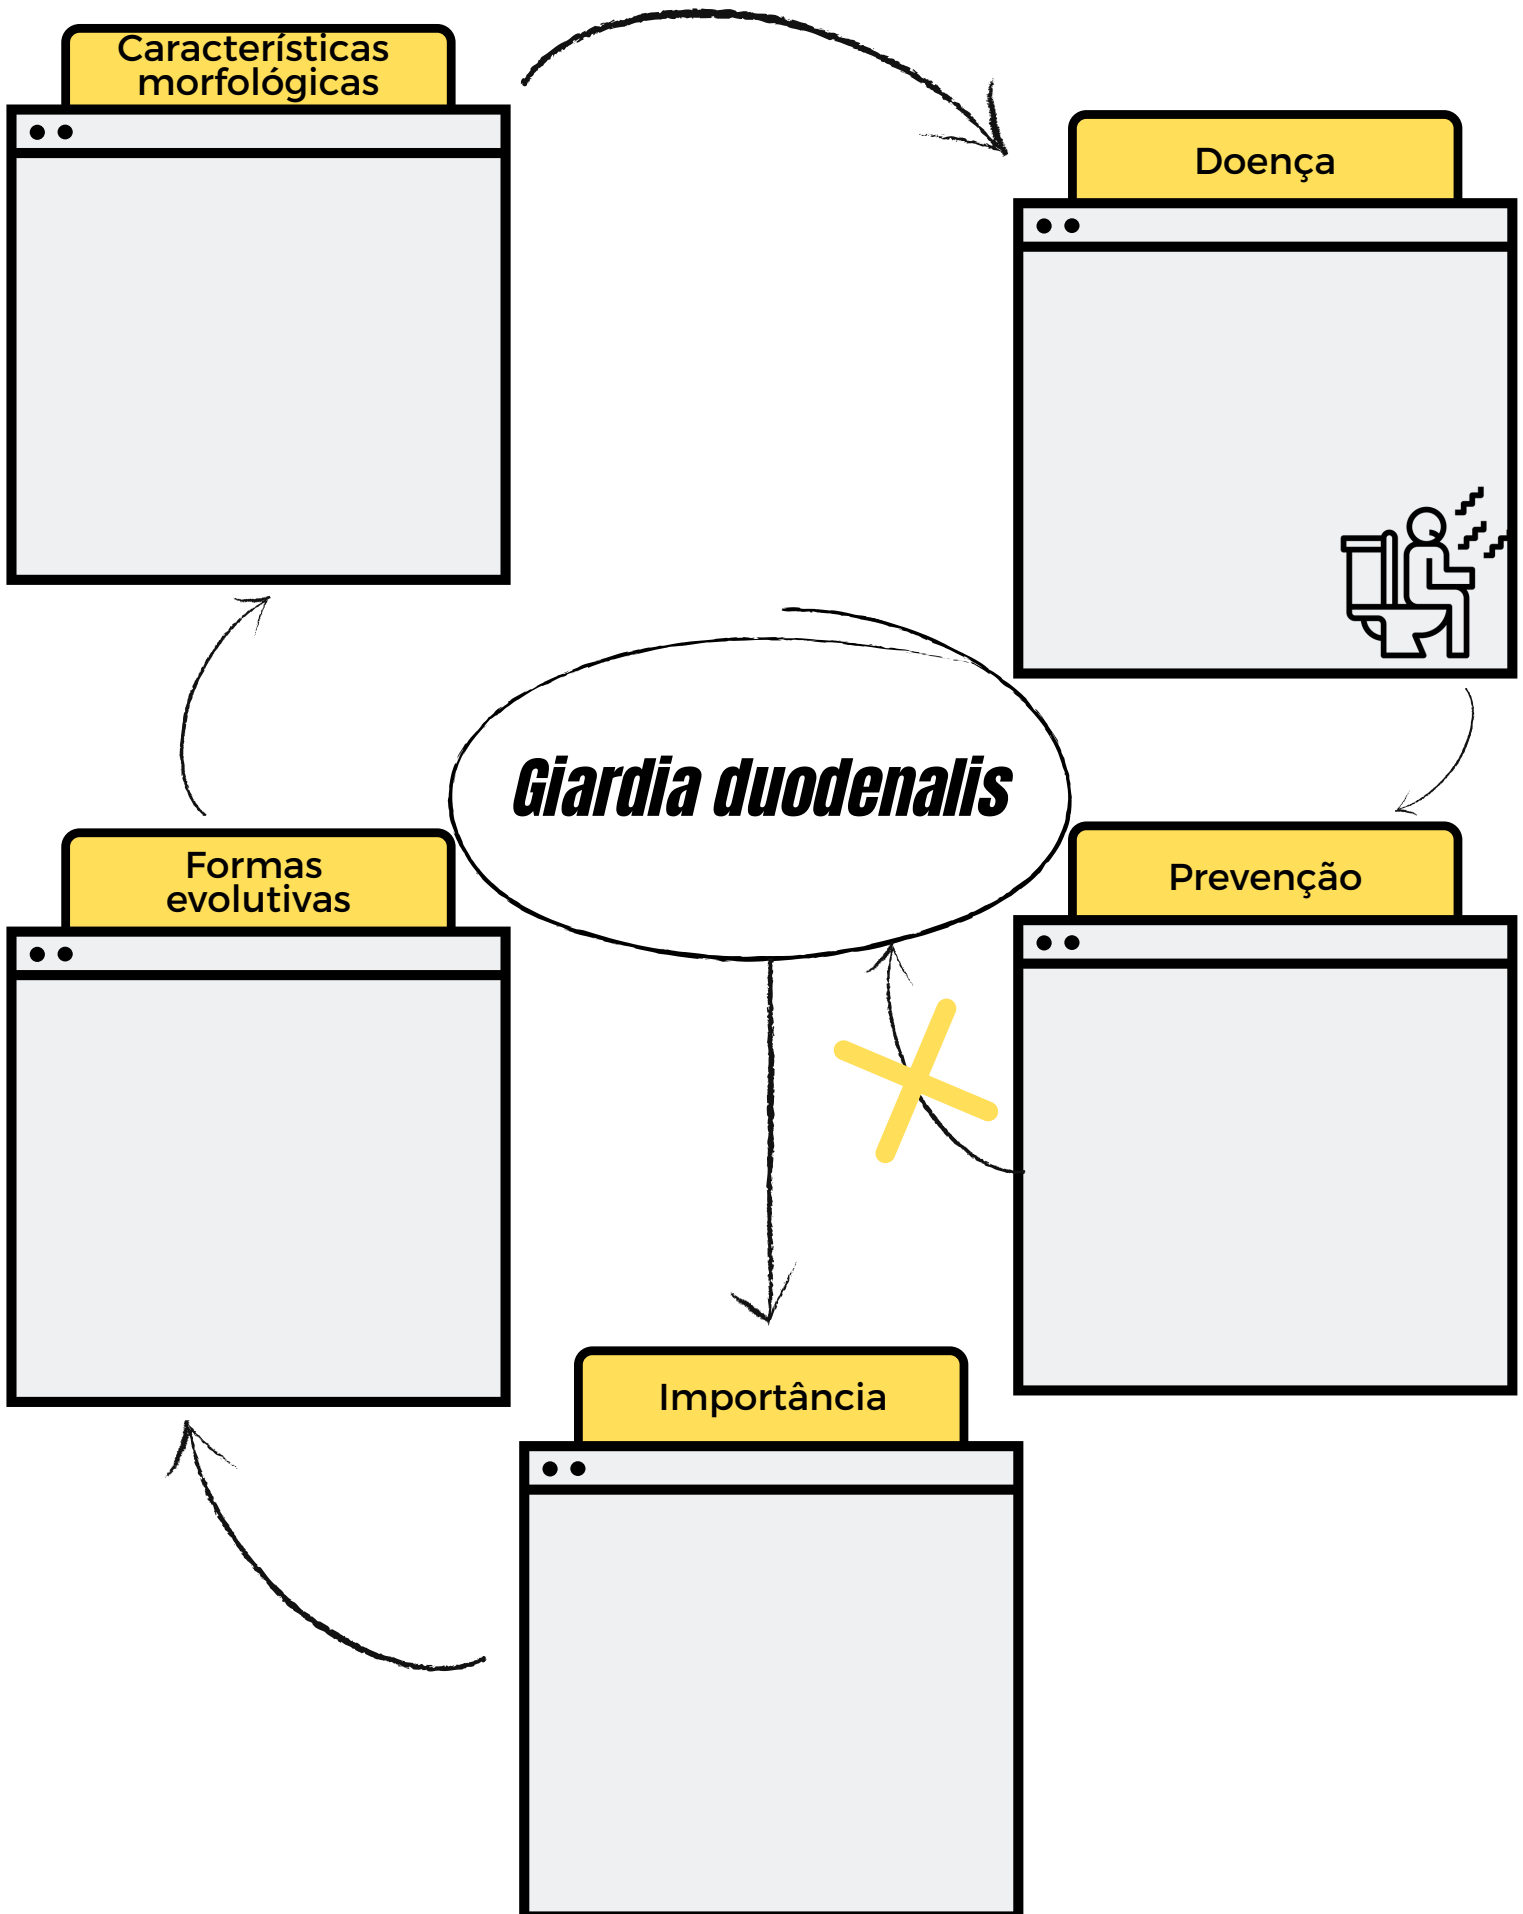 Características
morfológicas
Doença
Giardia duodenalis
Formas
evolutivas
Prevenção
Importância